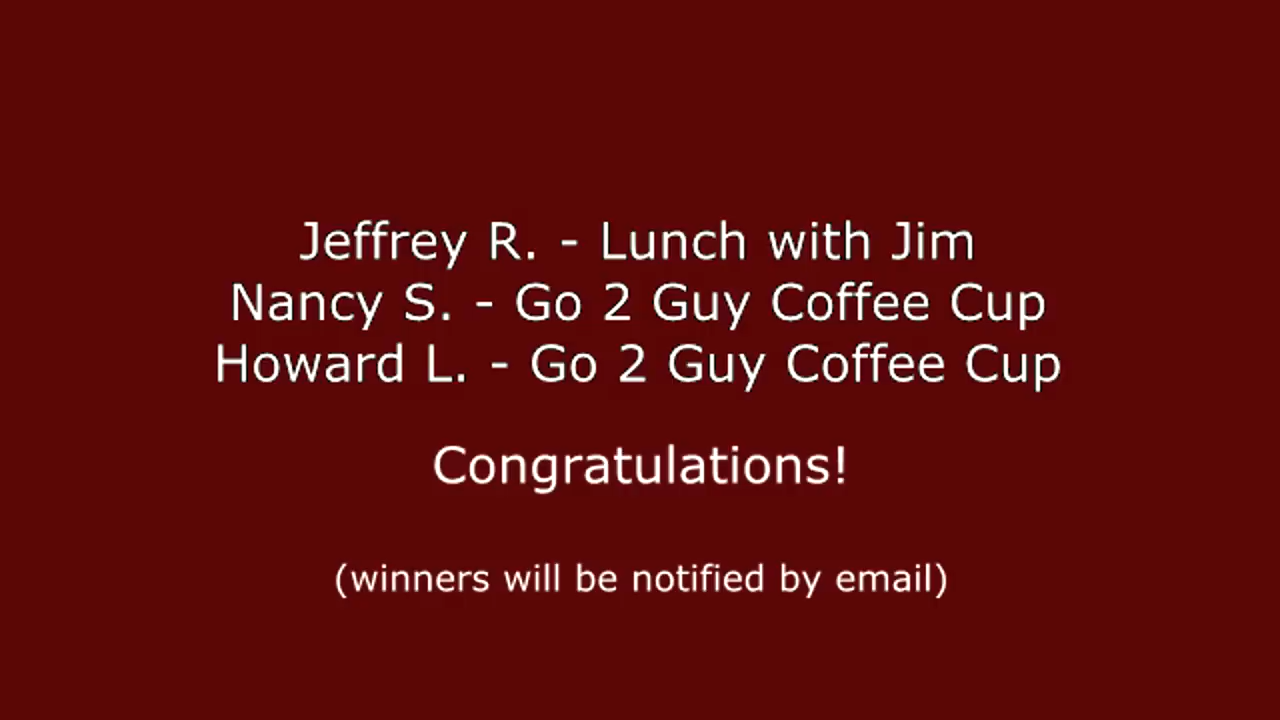 Jeffrey R. - Lunch with Jim
Nancy S. - Go 2 Guy Coffee Cup
Howard L. - Go 2 Guy Coffee Cup
Congratulations!
(winners will be notified by email)